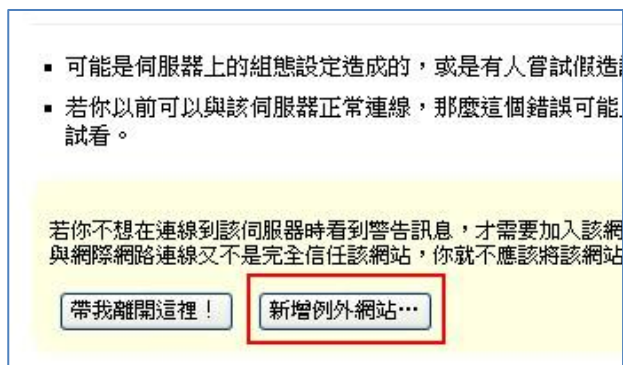 可能是伺服器上的組態設定造成的,或是有人嘗試假造
若你以前可以與該伺服器正常連線,那麼這個錯誤可能
試看。
若你不想在連線到該伺服器時看到警告訊息,才需要加入該網
與網際網路連線又不是完全信任該網站,你就不應該將該網站
帶我離開這裡! 新增例外網站…